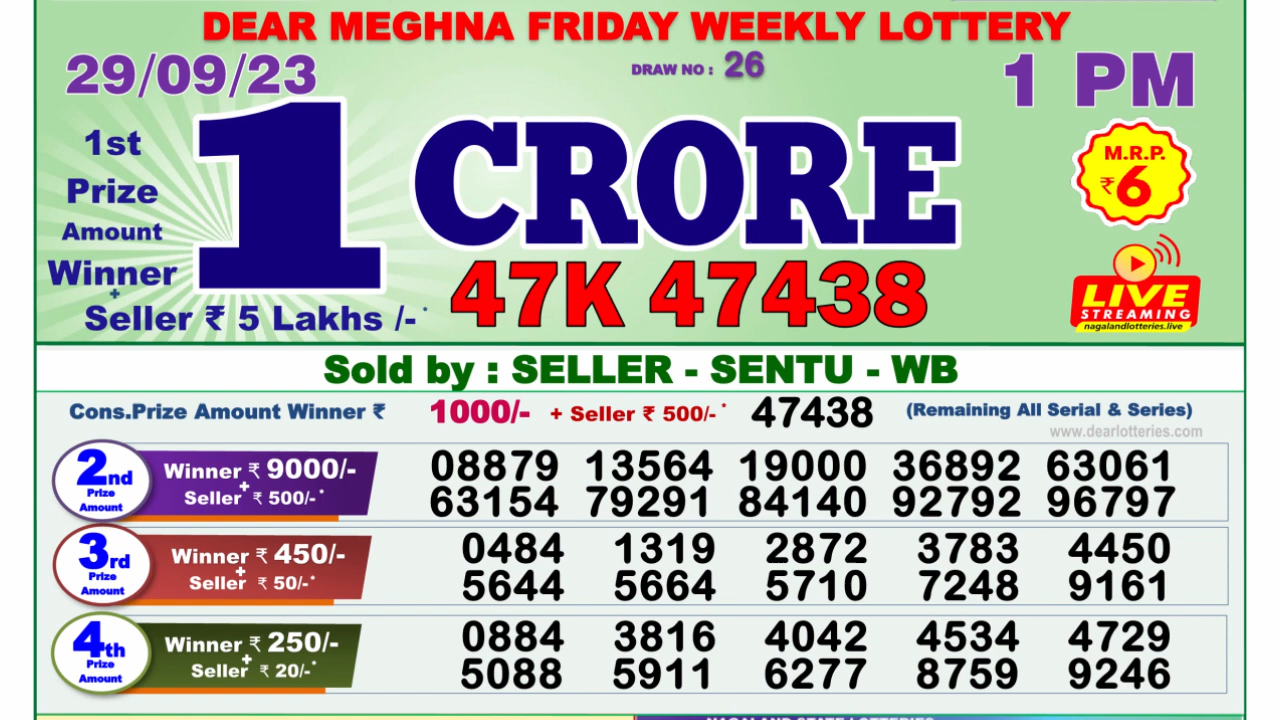 DEAR MEGHNA FRIDAY WEEKLY LOTTERY
29/09/23
DRAW NO : 26
1 PM
1st
Prize
Amount
Winner
+
Seller ₹ 5 Lakhs /-*
1 CRORE
47K 47438
M.R.P.
₹6
LIVE
STREAMING
nagalandlotteries.live
Sold by : SELLER - SENTU - WB
Cons.Prize Amount Winner ₹ 1000/- + Seller ₹ 500/-* 47438 (Remaining All Serial & Series)
www.dearlotteries.com
2nd
Prize
Amount
Winner ₹ 9000/-
+
Seller ₹ 500/-*
08879 13564 19000 36892 63061
63154 79291 84140 92792 96797
3rd
Prize
Amount
Winner ₹ 450/-
+
Seller ₹ 50/-*
0484 1319 2872 3783 4450
5644 5664 5710 7248 9161
4th
Prize
Amount
Winner ₹ 250/-
+
Seller ₹ 20/-*
0884 3816 4042 4534 4729
5088 5911 6277 8759 9246
NAGALAND STATE LOTTERIES